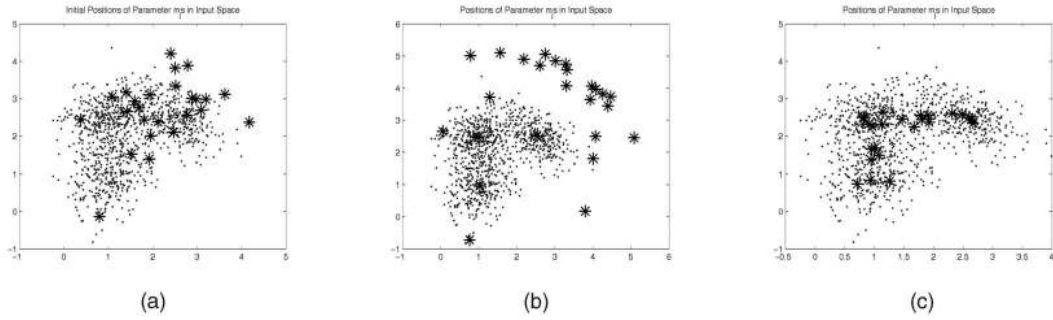 Initial Positions of Parameter mjs in Input Space
5
4
3
2
1
0
−1
−1 0 1 2 3 4 5
(a)
Positions of Parameter mjs in Input Space
6
5
4
3
2
1
0
−1
−1 0 1 2 3 4 5 6
(b)
Positions of Parameter mjs in Input Space
5
4
3
2
1
0
−1
−0.5 0 0.5 1 1.5 2 2.5 3 3.5 4
(c)